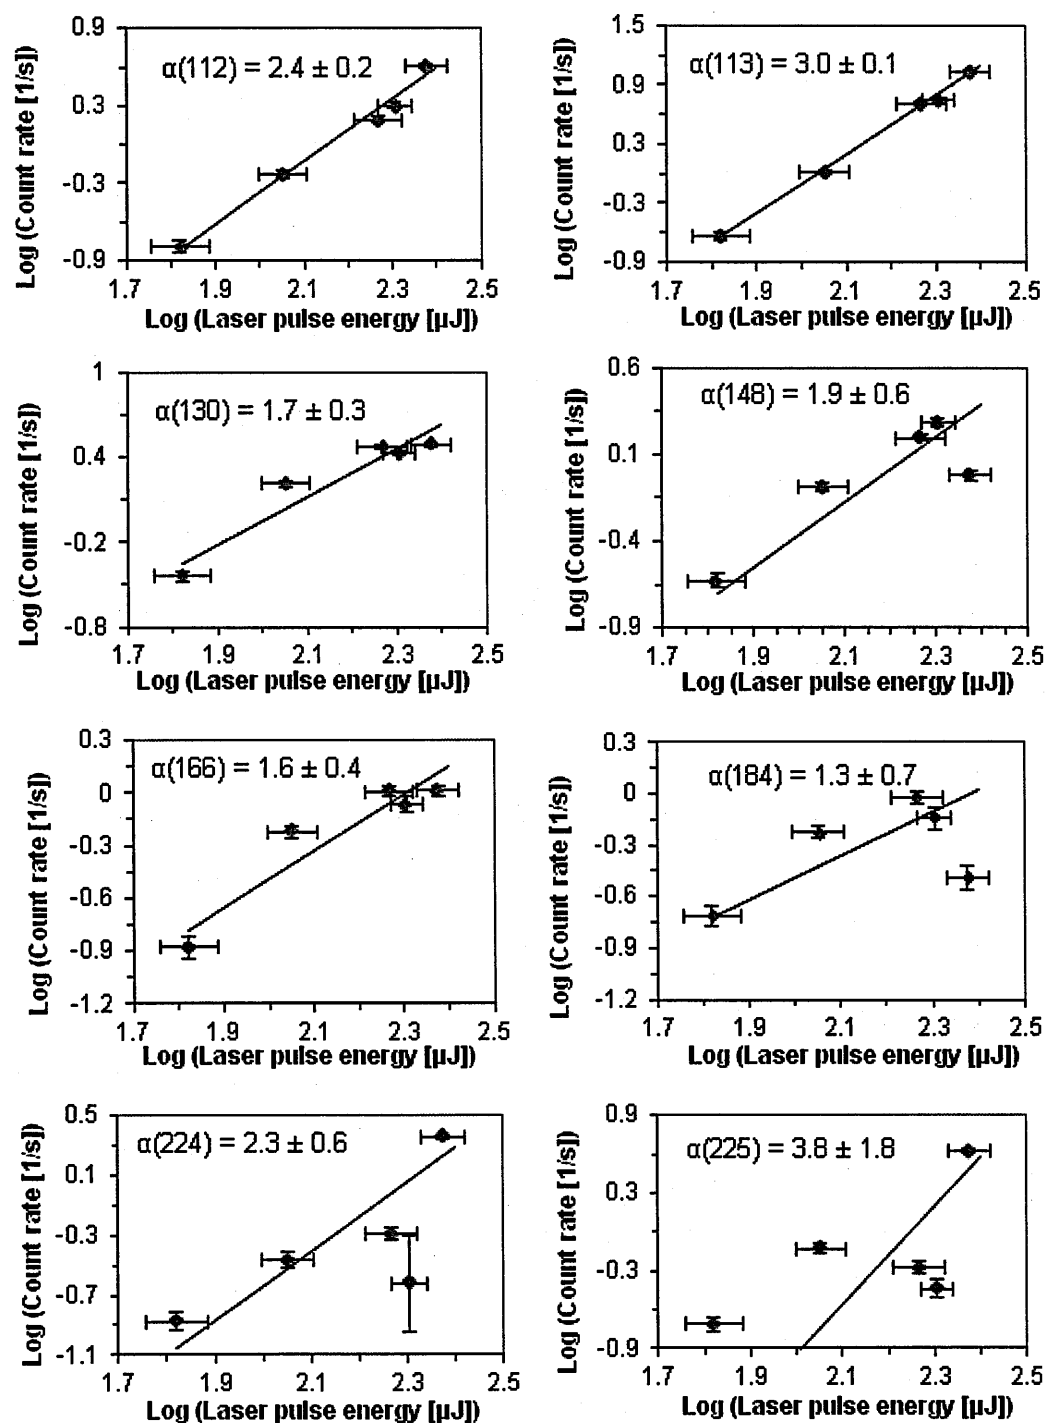 Log (Count rate [1/s])
0.9
0.3
-0.3
-0.9
α(112) = 2.4 ± 0.2
1.7 1.9 2.1 2.3 2.5
Log (Laser pulse energy [µJ])
Log (Count rate [1/s])
1.5
0.9
0.3
-0.3
-0.9
α(113) = 3.0 ± 0.1
1.7 1.9 2.1 2.3 2.5
Log (Laser pulse energy [µJ])
Log (Count rate [1/s])
1
0.4
-0.2
-0.8
α(130) = 1.7 ± 0.3
1.7 1.9 2.1 2.3 2.5
Log (Laser pulse energy [µJ])
Log (Count rate [1/s])
0.6
0.1
-0.4
-0.9
α(148) = 1.9 ± 0.6
1.7 1.9 2.1 2.3 2.5
Log (Laser pulse energy [µJ])
Log (Count rate [1/s])
0.3
0
-0.3
-0.6
-0.9
-1.2
α(166) = 1.6 ± 0.4
1.7 1.9 2.1 2.3 2.5
Log (Laser pulse energy [µJ])
Log (Count rate [1/s])
0.3
0
-0.3
-0.6
-0.9
-1.2
α(184) = 1.3 ± 0.7
1.7 1.9 2.1 2.3 2.5
Log (Laser pulse energy [µJ])
Log (Count rate [1/s])
0.5
0.1
-0.3
-0.7
-1.1
α(224) = 2.3 ± 0.6
1.7 1.9 2.1 2.3 2.5
Log (Laser pulse energy [µJ])
Log (Count rate [1/s])
0.9
0.3
-0.3
-0.9
α(225) = 3.8 ± 1.8
1.7 1.9 2.1 2.3 2.5
Log (Laser pulse energy [µJ])